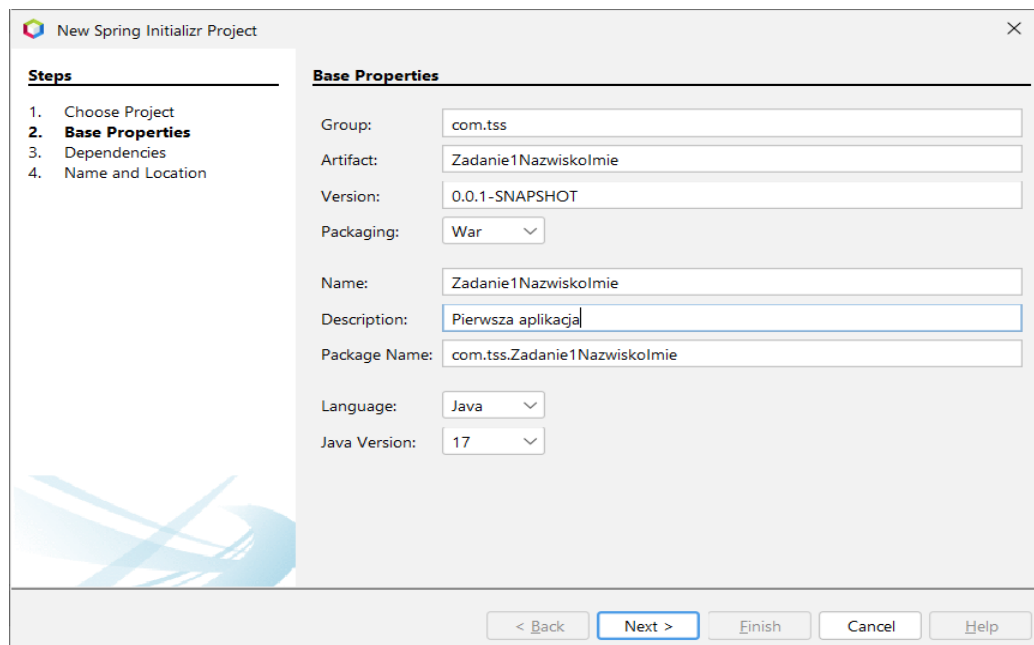 New Spring Initializr Project
Steps
1. Choose Project
2. Base Properties
3. Dependencies
4. Name and Location
Base Properties
Group: com.tss
Artifact: Zadanie1NazwiskoImie
Version: 0.0.1-SNAPSHOT
Packaging: War
Name: Zadanie1NazwiskoImie
Description: Pierwsza aplikacja
Package Name: com.tss.Zadanie1NazwiskoImie
Language: Java
Java Version: 17
< Back Next > Finish Cancel Help